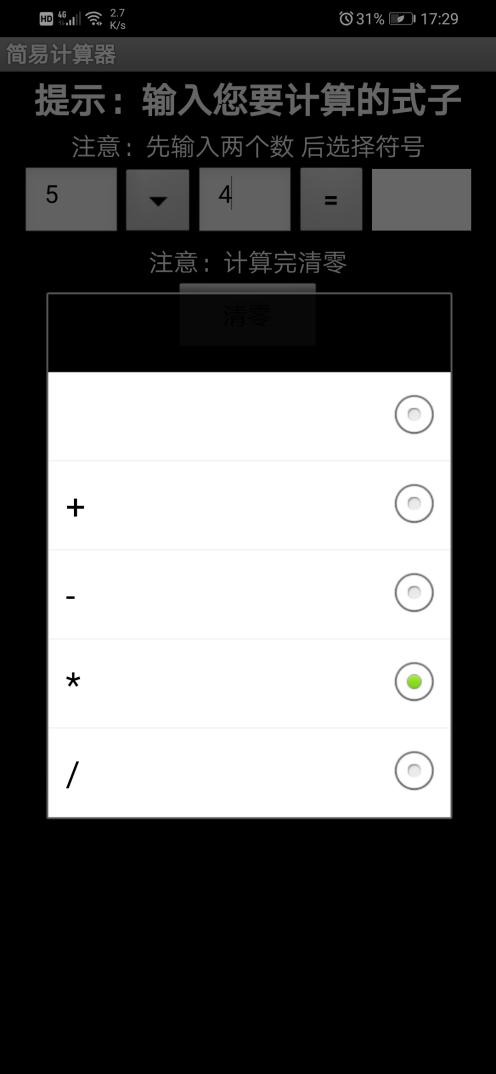 HD 4G 2.7 K/s 31% 17:29
简易计算器
提示：输入您要计算的式子
注意：先输入两个数 后选择符号
5 4 =
注意：计算完清零
清零
+
-
*
/